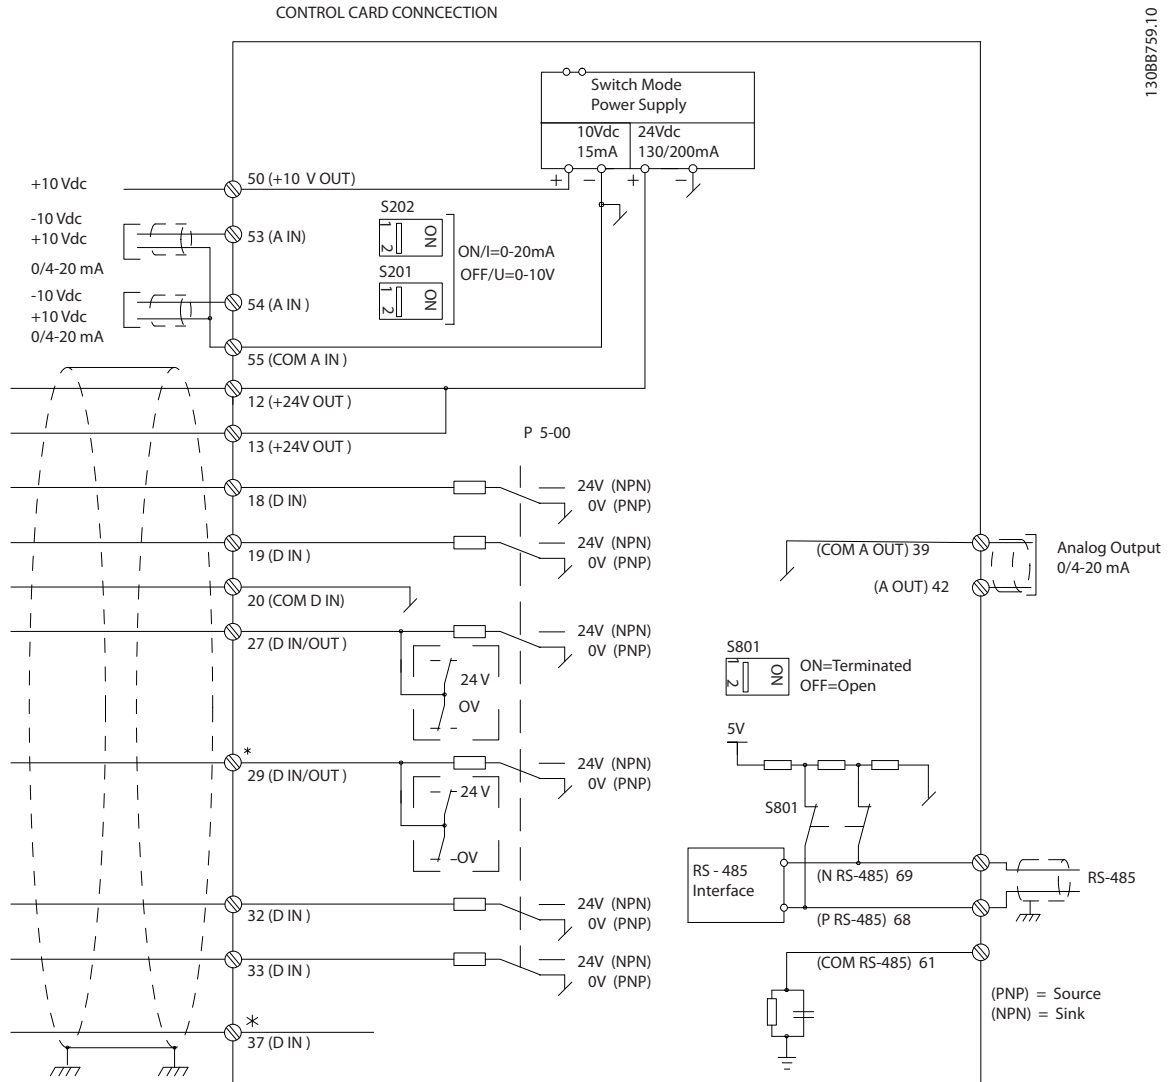 CONTROL CARD CONNCECTION
130BB759.10
Switch Mode
Power Supply
10Vdc
15mA
24Vdc
130/200mA
+ − + −
+10 Vdc
50 (+10 V OUT)
-10 Vdc
+10 Vdc
0/4-20 mA
53 (A IN)
S202
1 2 ON
ON/I=0-20mA
OFF/U=0-10V
S201
1 2 ON
-10 Vdc
+10 Vdc
0/4-20 mA
54 (A IN )
55 (COM A IN )
12 (+24V OUT )
13 (+24V OUT )
P 5-00
18 (D IN)
24V (NPN)
0V (PNP)
19 (D IN )
24V (NPN)
0V (PNP)
(COM A OUT) 39
Analog Output
0/4-20 mA
(A OUT) 42
20 (COM D IN)
27 (D IN/OUT )
24V (NPN)
0V (PNP)
24 V
OV
S801
1 2 ON
ON=Terminated
OFF=Open
5V
*
29 (D IN/OUT )
24V (NPN)
0V (PNP)
24 V
OV
S801
RS - 485
Interface
(N RS-485) 69
RS-485
(P RS-485) 68
32 (D IN )
24V (NPN)
0V (PNP)
33 (D IN )
24V (NPN)
0V (PNP)
(COM RS-485) 61
(PNP) = Source
(NPN) = Sink
*
37 (D IN )